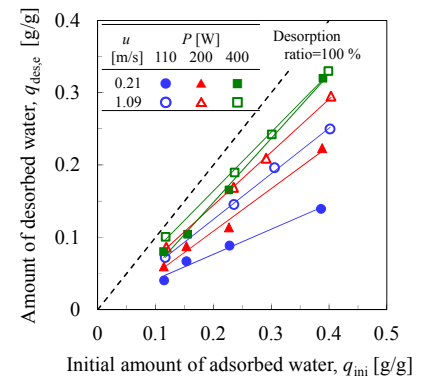 0.4
0.3
0.2
0.1
0
Amount of desorbed water, q_des,e [g/g]
u P [W]
[m/s] 110 200 400
0.21
1.09
Desorption
ratio=100 %
0 0.1 0.2 0.3 0.4 0.5
Initial amount of adsorbed water, q_ini [g/g]